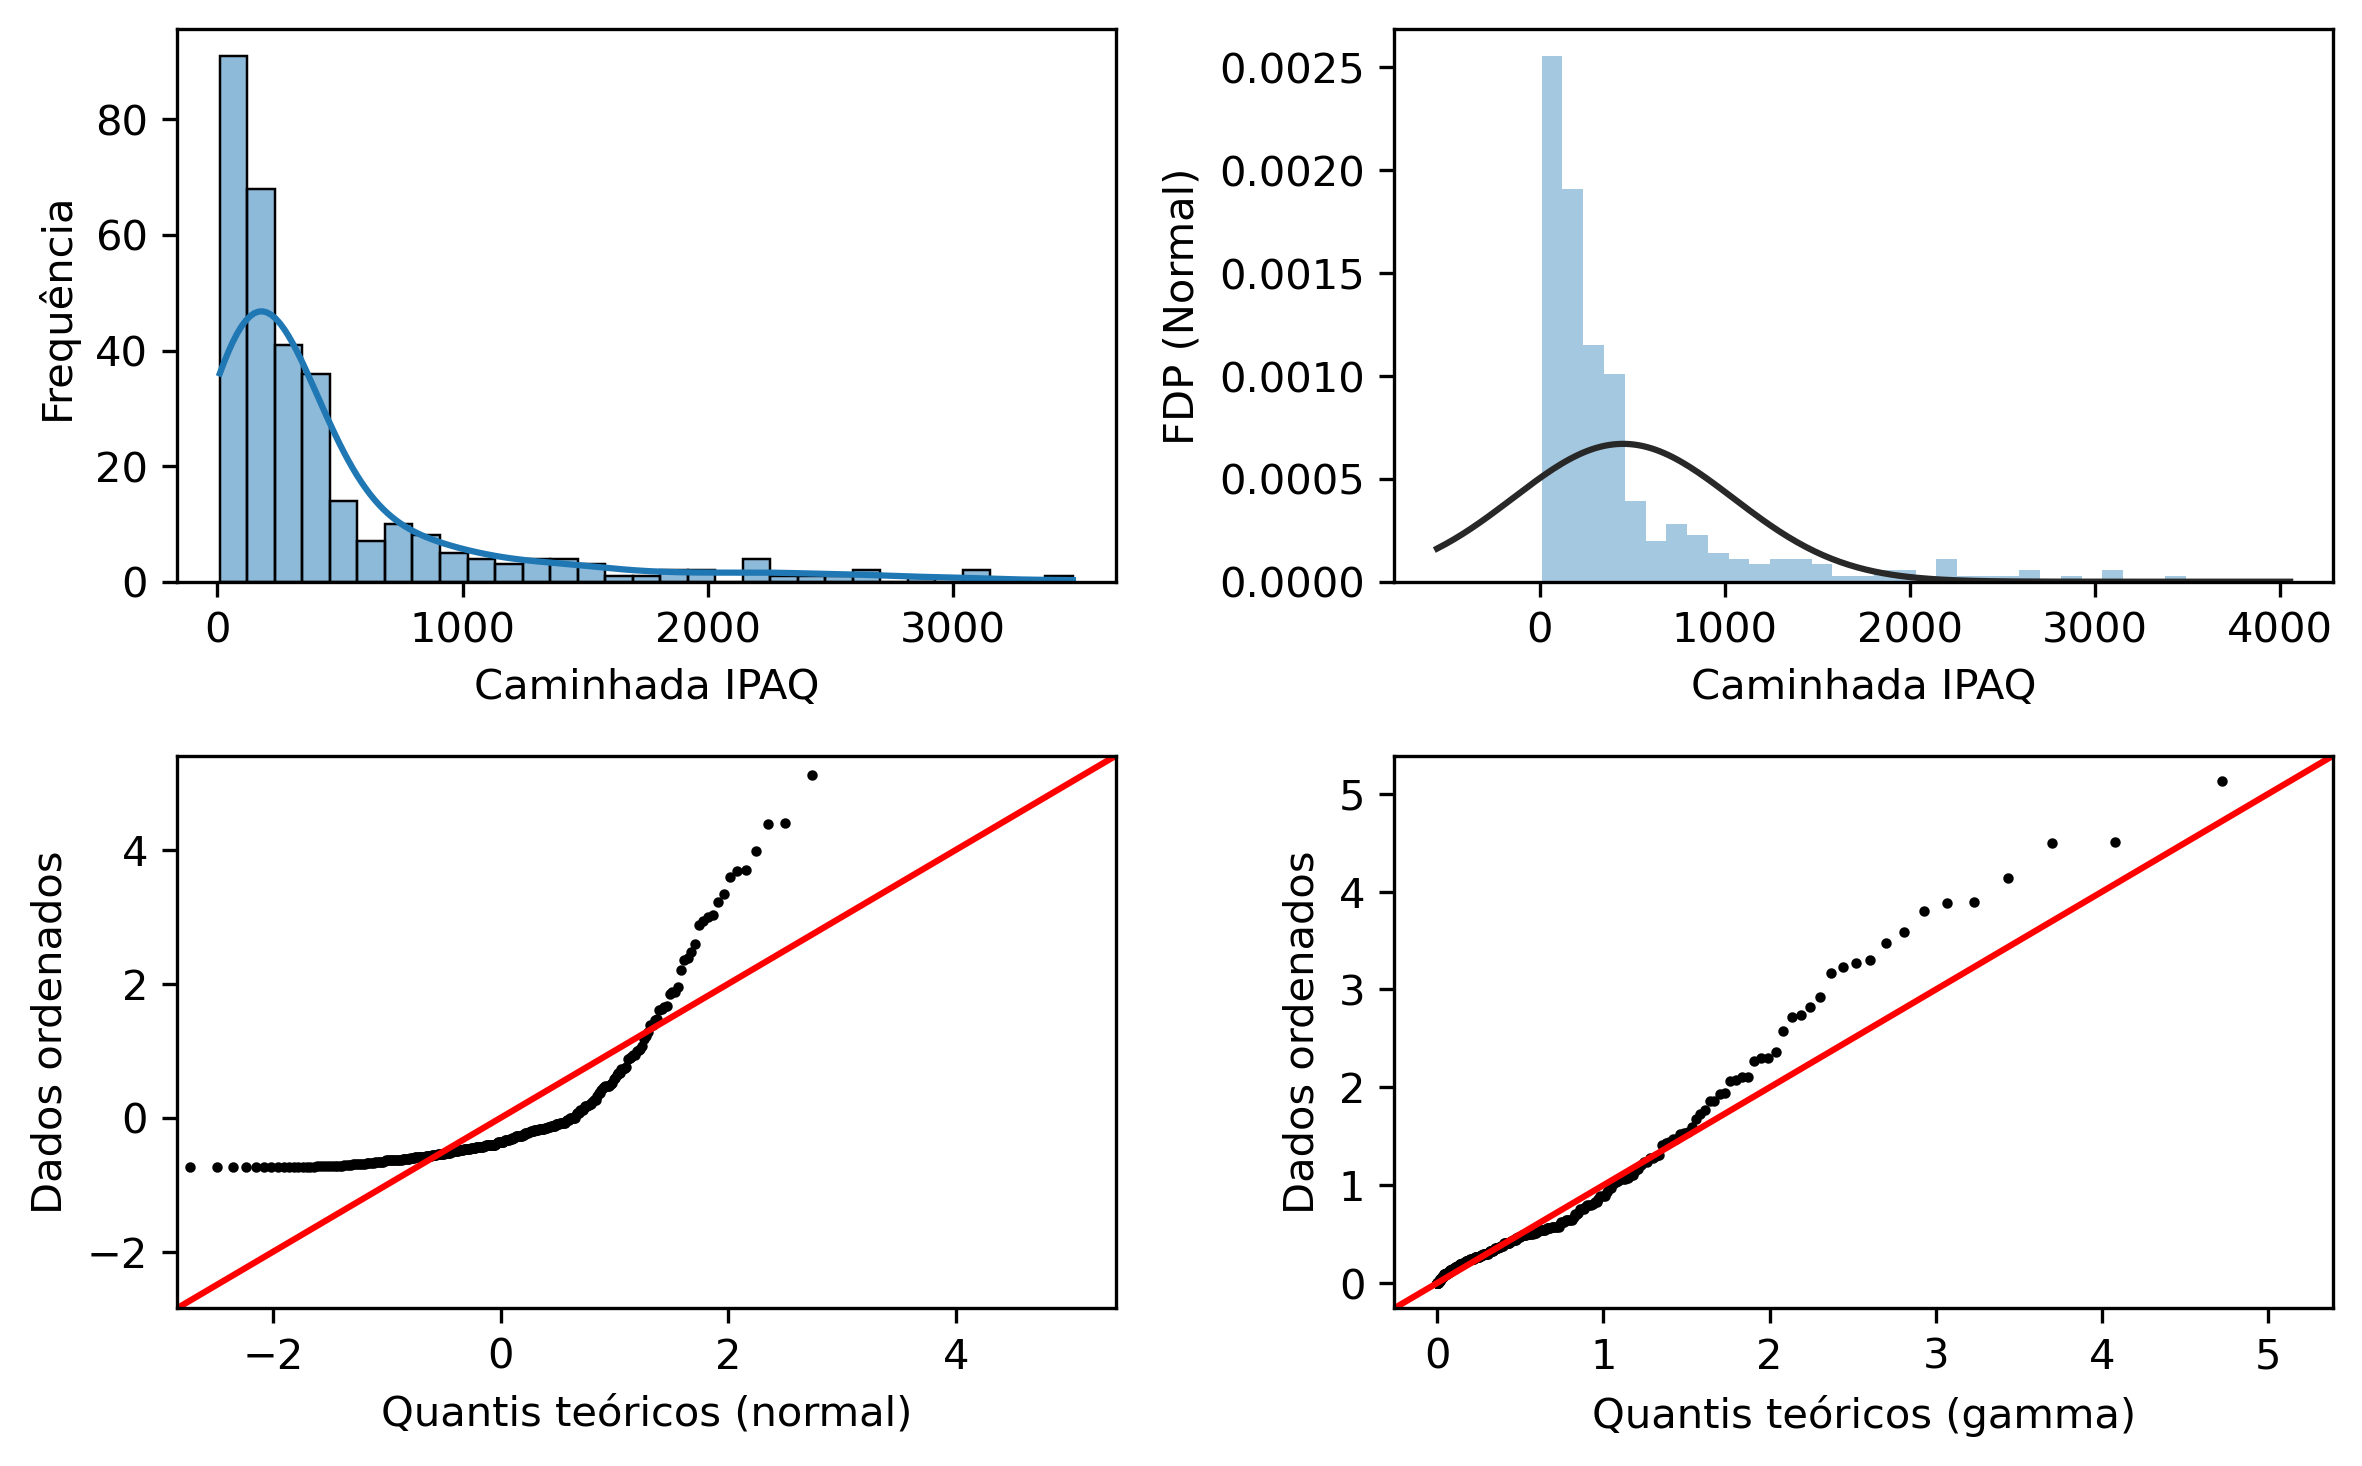 Frequência
80
60
40
20
0
0 1000 2000 3000
Caminhada IPAQ
FDP (Normal)
0.0025
0.0020
0.0015
0.0010
0.0005
0.0000
0 1000 2000 3000 4000
Caminhada IPAQ
Dados ordenados
4
2
0
−2
−2 0 2 4
Quantis teóricos (normal)
Dados ordenados
5
4
3
2
1
0
0 1 2 3 4 5
Quantis teóricos (gamma)